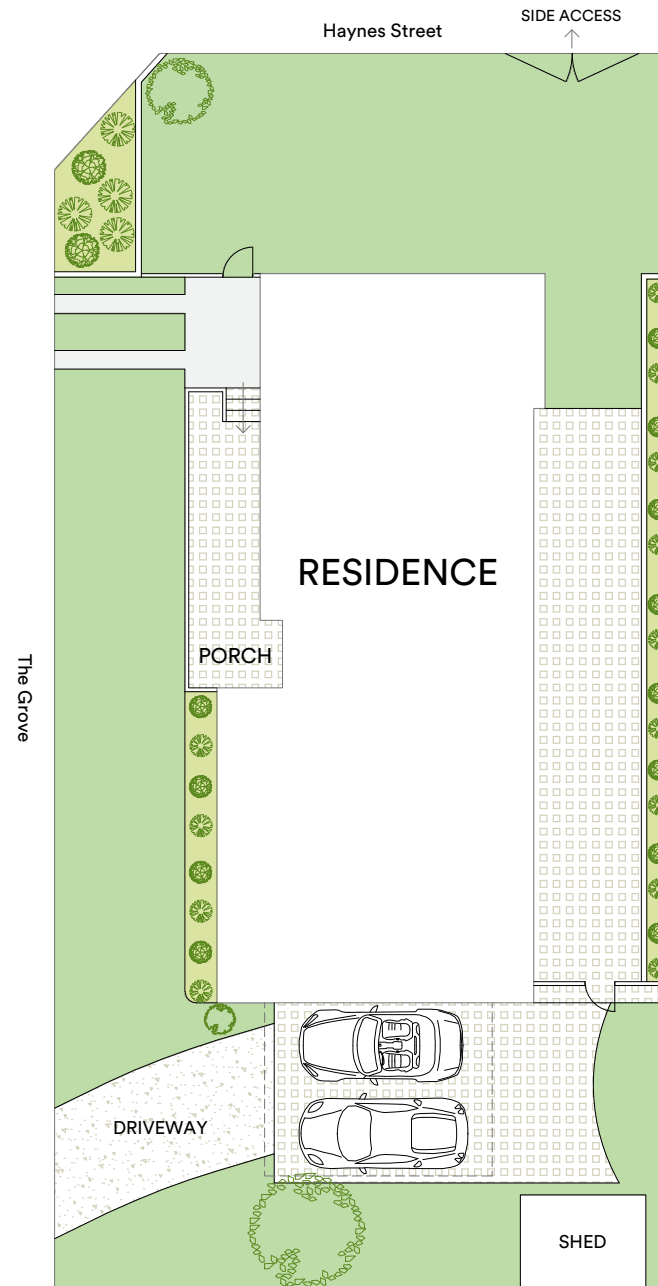 SIDE ACCESS
Haynes Street
RESIDENCE
PORCH
The Grove
DRIVEWAY
SHED